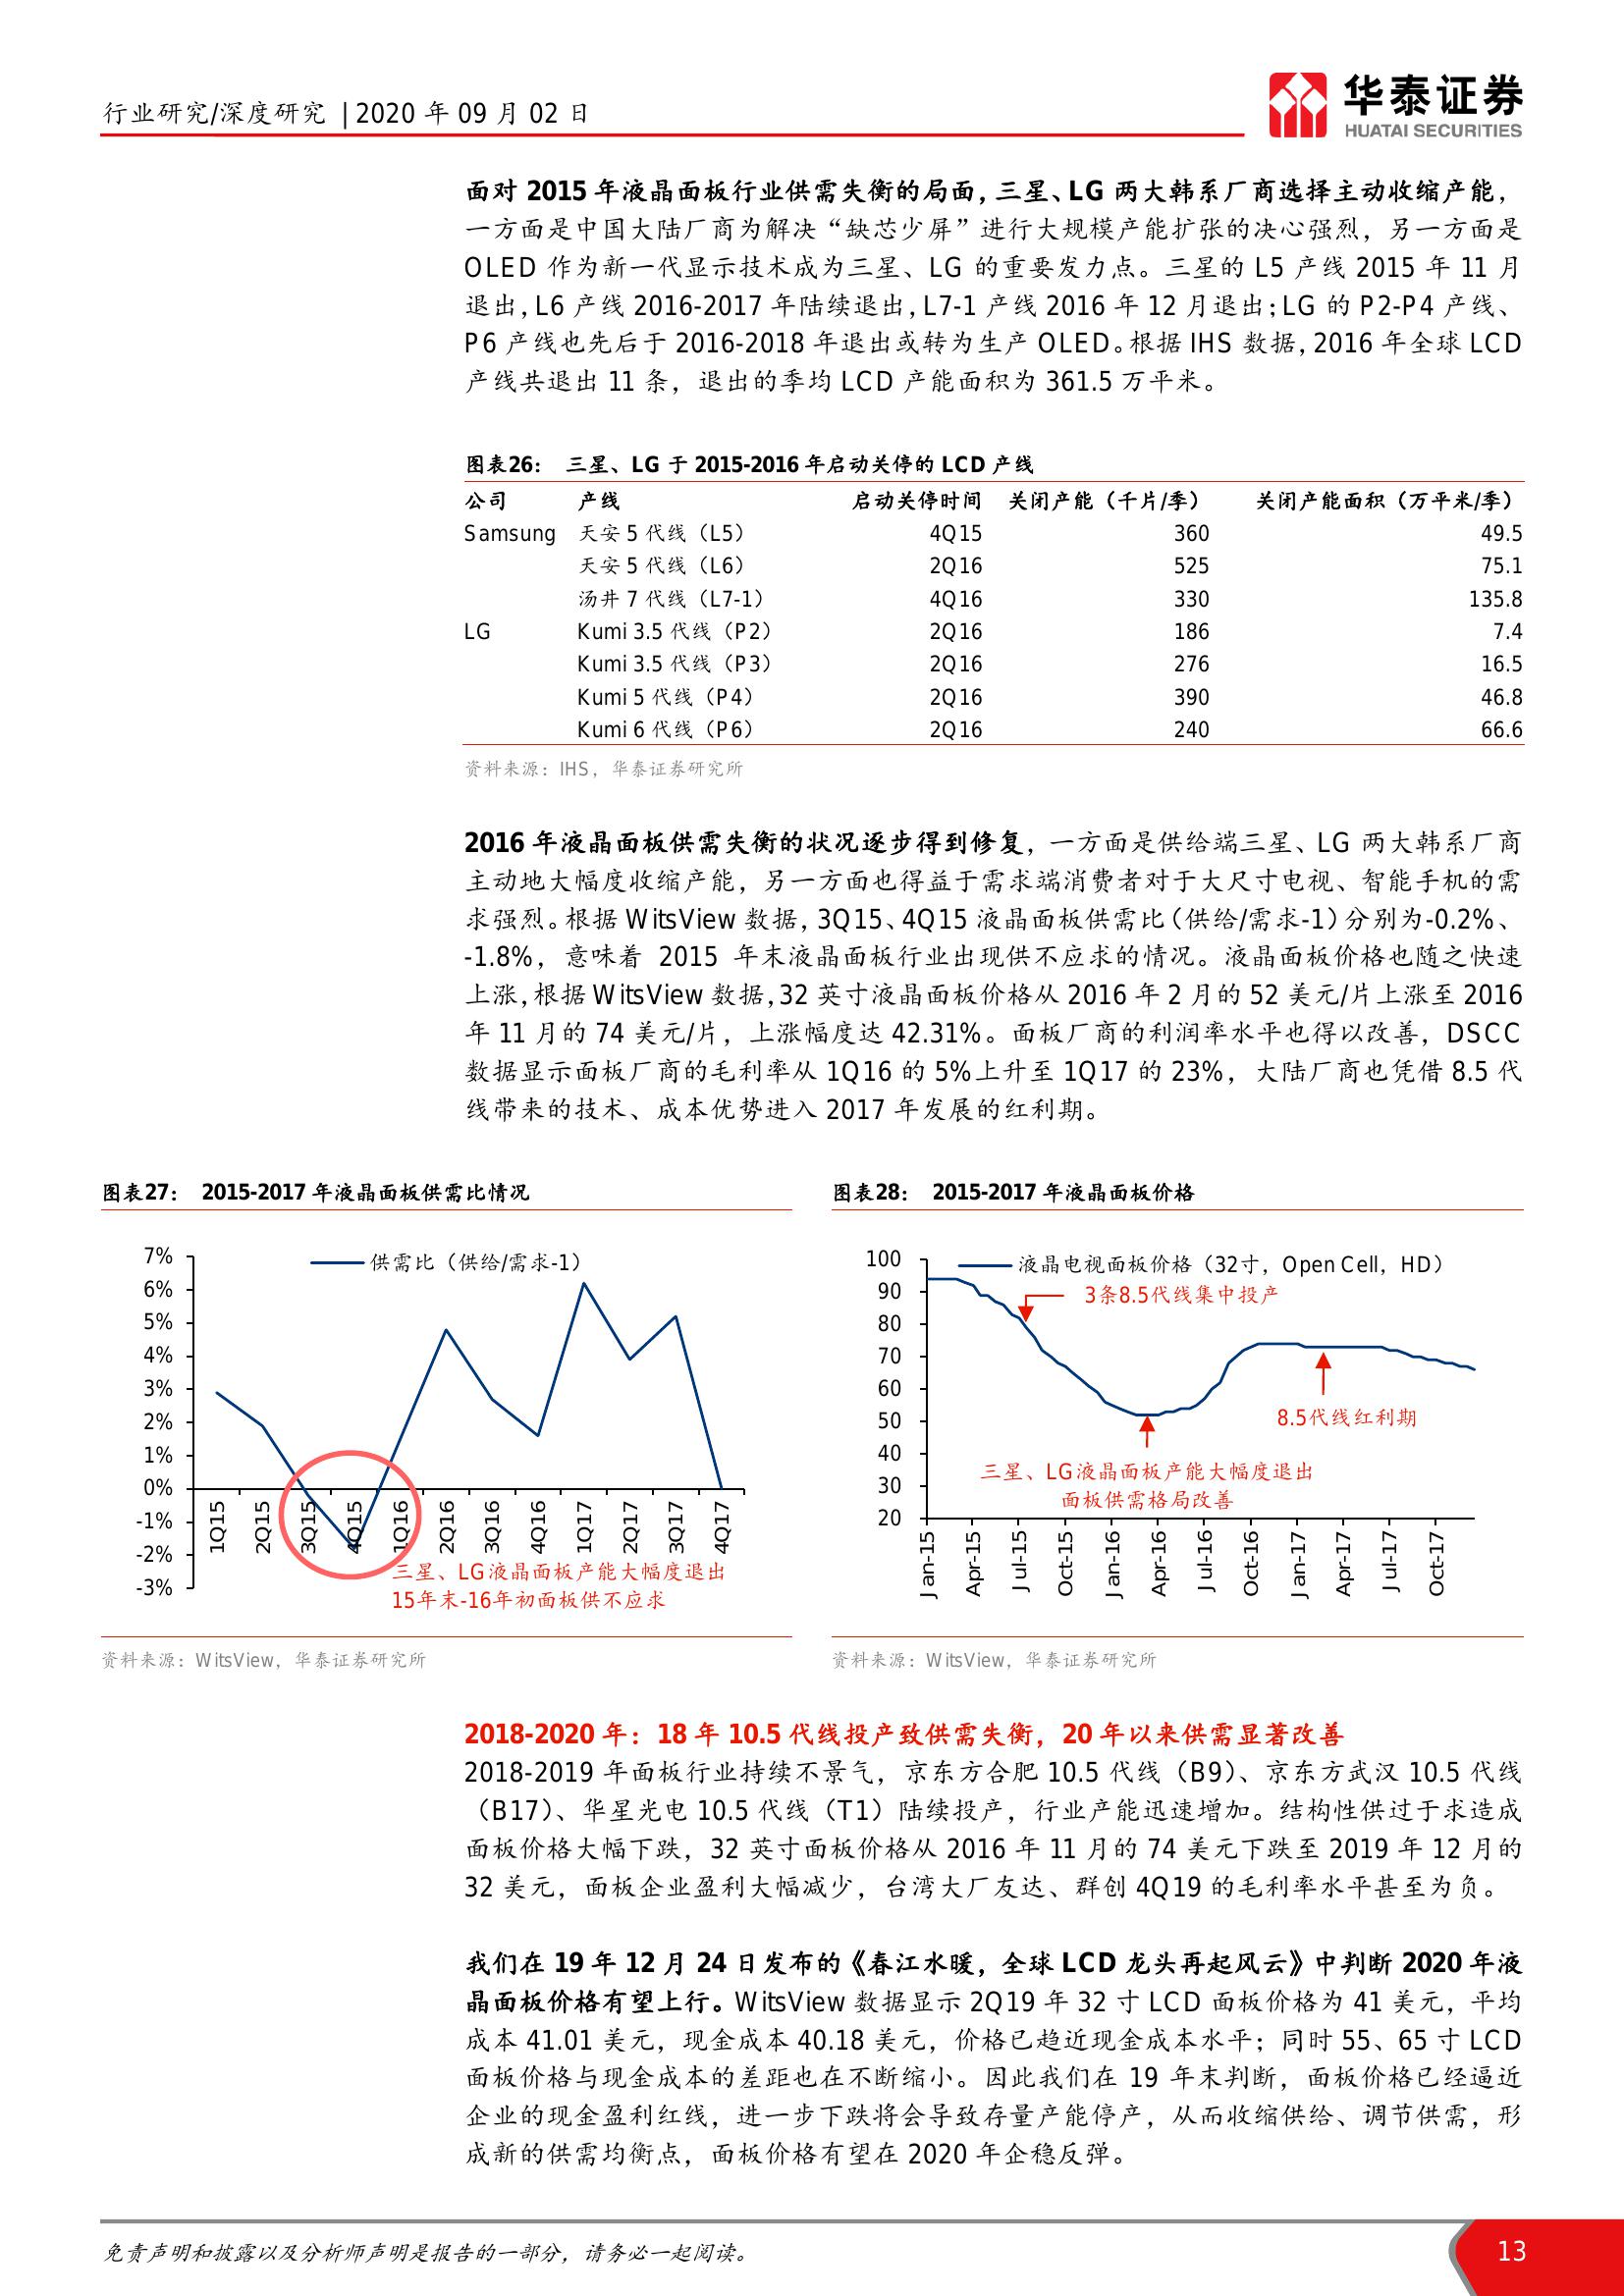 行业研究/深度研究 | 2020 年 09 月 02 日
华泰证券
HUATAI SECURITIES
面对 2015 年液晶面板行业供需失衡的局面，三星、LG 两大韩系厂商选择主动收缩产能，
一方面是中国大陆厂商为解决“缺芯少屏”进行大规模产能扩张的决心强烈，另一方面是
OLED 作为新一代显示技术成为三星、LG 的重要发力点。三星的 L5 产线 2015 年 11 月
退出，L6 产线 2016-2017 年陆续退出，L7-1 产线 2016 年 12 月退出；LG 的 P2-P4 产线、
P6 产线也先后于 2016-2018 年退出或转为生产 OLED。根据 IHS 数据，2016 年全球 LCD
产线共退出 11 条，退出的季均 LCD 产能面积为 361.5 万平米。
图表26： 三星、LG 于 2015-2016 年启动关停的 LCD 产线
公司 产线 启动关停时间 关闭产能（千片/季） 关闭产能面积（万平米/季）
Samsung 天安 5 代线（L5） 4Q15 360 49.5
天安 5 代线（L6） 2Q16 525 75.1
汤井 7 代线（L7-1） 4Q16 330 135.8
LG Kumi 3.5 代线（P2） 2Q16 186 7.4
Kumi 3.5 代线（P3） 2Q16 276 16.5
Kumi 5 代线（P4） 2Q16 390 46.8
Kumi 6 代线（P6） 2Q16 240 66.6
资料来源：IHS，华泰证券研究所
2016 年液晶面板供需失衡的状况逐步得到修复，一方面是供给端三星、LG 两大韩系厂商
主动地大幅度收缩产能，另一方面也得益于需求端消费者对于大尺寸电视、智能手机的需
求强烈。根据 WitsView 数据，3Q15、4Q15 液晶面板供需比（供给/需求-1）分别为-0.2%、
-1.8%，意味着 2015 年末液晶面板行业出现供不应求的情况。液晶面板价格也随之快速
上涨，根据 WitsView 数据，32 英寸液晶面板价格从 2016 年 2 月的 52 美元/片上涨至 2016
年 11 月的 74 美元/片，上涨幅度达 42.31%。面板厂商的利润率水平也得以改善，DSCC
数据显示面板厂商的毛利率从 1Q16 的 5%上升至 1Q17 的 23%，大陆厂商也凭借 8.5 代
线带来的技术、成本优势进入 2017 年发展的红利期。
图表27： 2015-2017 年液晶面板供需比情况
供需比（供给/需求-1）
7%
6%
5%
4%
3%
2%
1%
0%
-1%
-2%
-3%
1Q15 2Q15 3Q15 4Q15 1Q16 2Q16 3Q16 4Q16 1Q17 2Q17 3Q17 4Q17
三星、LG液晶面板产能大幅度退出
15年末-16年初面板供不应求
资料来源：WitsView，华泰证券研究所
图表28： 2015-2017 年液晶面板价格
液晶电视面板价格（32寸，Open Cell，HD）
3条8.5代线集中投产
8.5代线红利期
三星、LG液晶面板产能大幅度退出
面板供需格局改善
100
90
80
70
60
50
40
30
20
Jan-15 Apr-15 Jul-15 Oct-15 Jan-16 Apr-16 Jul-16 Oct-16 Jan-17 Apr-17 Jul-17 Oct-17
资料来源：WitsView，华泰证券研究所
2018-2020 年：18 年 10.5 代线投产致供需失衡，20 年以来供需显著改善
2018-2019 年面板行业持续不景气，京东方合肥 10.5 代线（B9）、京东方武汉 10.5 代线
（B17）、华星光电 10.5 代线（T1）陆续投产，行业产能迅速增加。结构性供过于求造成
面板价格大幅下跌，32 英寸面板价格从 2016 年 11 月的 74 美元下跌至 2019 年 12 月的
32 美元，面板企业盈利大幅减少，台湾大厂友达、群创 4Q19 的毛利率水平甚至为负。
我们在 19 年 12 月 24 日发布的《春江水暖，全球 LCD 龙头再起风云》中判断 2020 年液
晶面板价格有望上行。WitsView 数据显示 2Q19 年 32 寸 LCD 面板价格为 41 美元，平均
成本 41.01 美元，现金成本 40.18 美元，价格已趋近现金成本水平；同时 55、65 寸 LCD
面板价格与现金成本的差距也在不断缩小。因此我们在 19 年末判断，面板价格已经逼近
企业的现金盈利红线，进一步下跌将会导致存量产能停产，从而收缩供给、调节供需，形
成新的供需均衡点，面板价格有望在 2020 年企稳反弹。
免责声明和披露以及分析师声明是报告的一部分，请务必一起阅读。
13